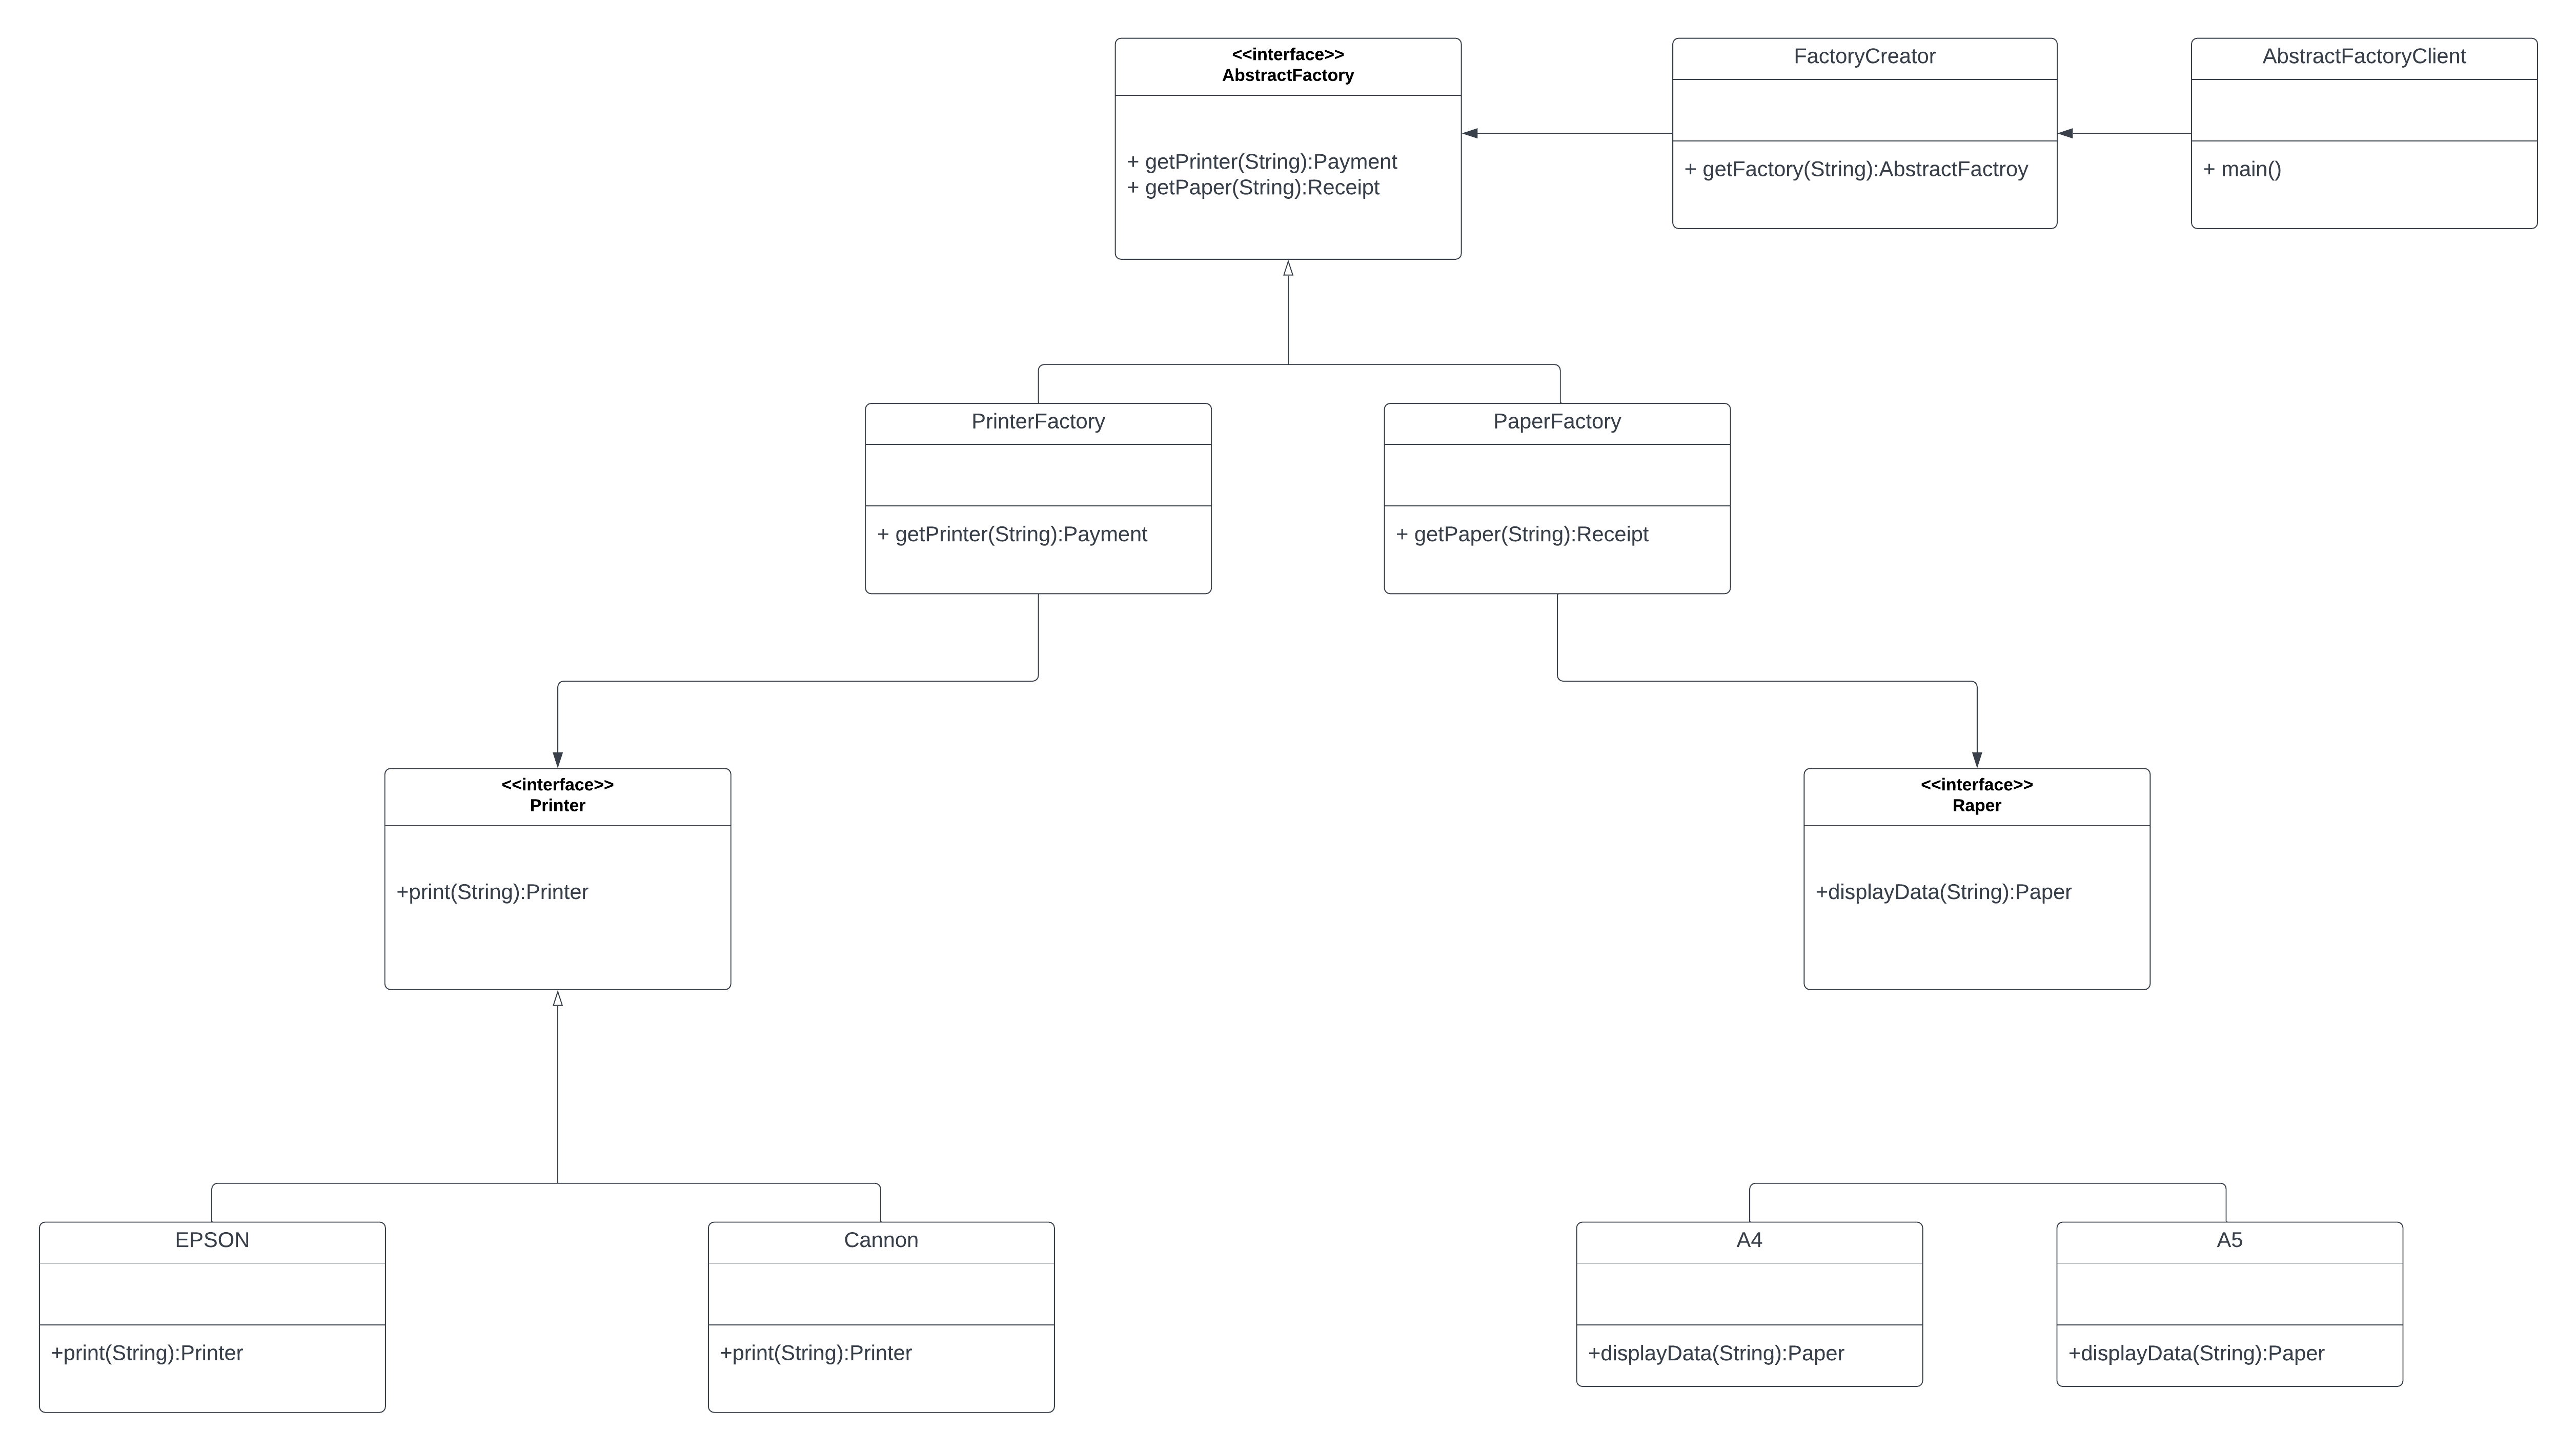 <<interface>>
AbstractFactory
+ getPrinter(String):Payment
+ getPaper(String):Receipt
FactoryCreator
+ getFactory(String):AbstractFactroy
AbstractFactoryClient
+ main()
PrinterFactory
+ getPrinter(String):Payment
PaperFactory
+ getPaper(String):Receipt
<<interface>>
Printer
+print(String):Printer
<<interface>>
Raper
+displayData(String):Paper
EPSON
+print(String):Printer
Cannon
+print(String):Printer
A4
+displayData(String):Paper
A5
+displayData(String):Paper